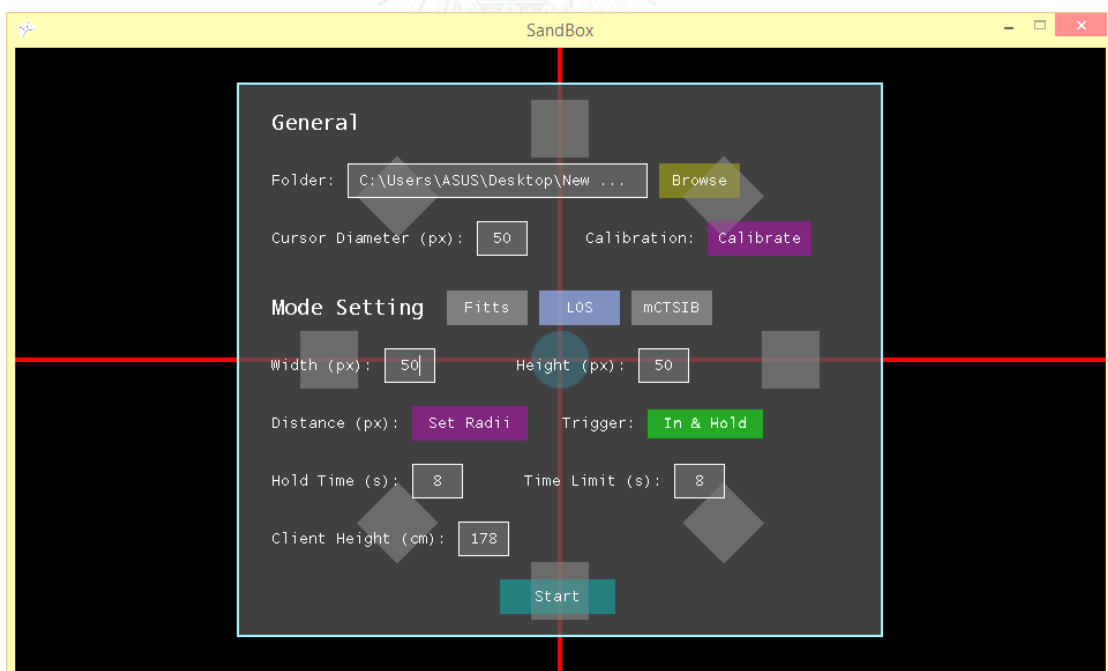 SandBox
General
Folder: C:\Users\ASUS\Desktop\New ... Browse
Cursor Diameter (px): 50 Calibration: Calibrate
Mode Setting Fitts LOS mCTSIB
Width (px): 50 Height (px): 50
Distance (px): Set Radii Trigger: In & Hold
Hold Time (s): 8 Time Limit (s): 8
Client Height (cm): 178
Start